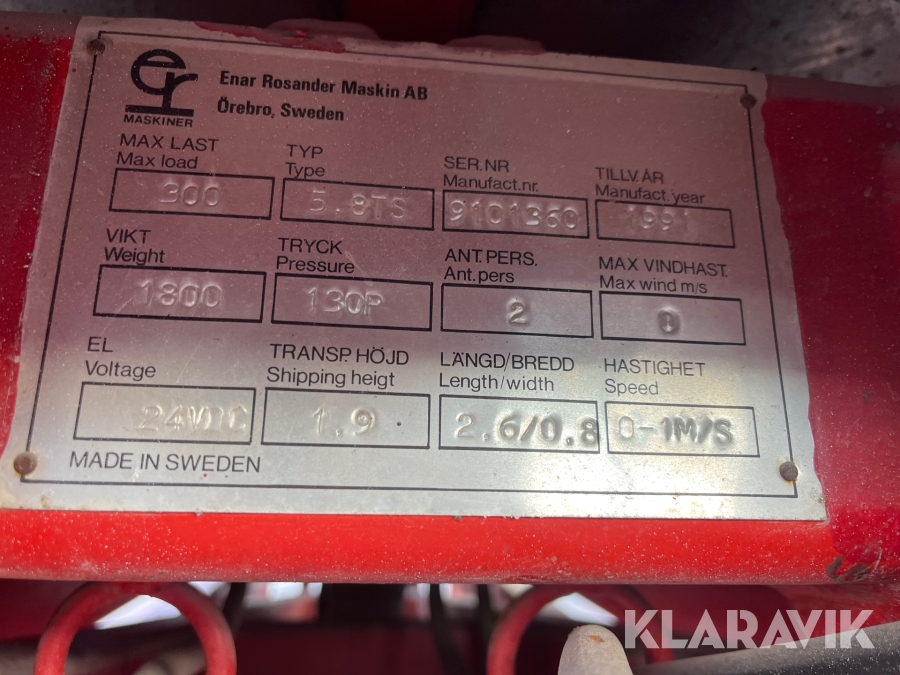 er
MASKINER
Enar Rosander Maskin AB
Örebro, Sweden
MAX LAST
Max load
300
TYP
Type
5.8TS
SER.NR
Manufact.nr.
9101360
TILLV.ÅR
Manufact.year
1991
VIKT
Weight
1800
TRYCK
Pressure
130P
ANT. PERS.
Ant.pers
2
MAX VINDHAST.
Max wind m/s
0
EL
Voltage
24VDC
TRANSP. HÖJD
Shipping heigt
1.9
LÄNGD/BREDD
Length/width
2.6/0.8
HASTIGHET
Speed
0-1M/S
MADE IN SWEDEN
KLARAVIK